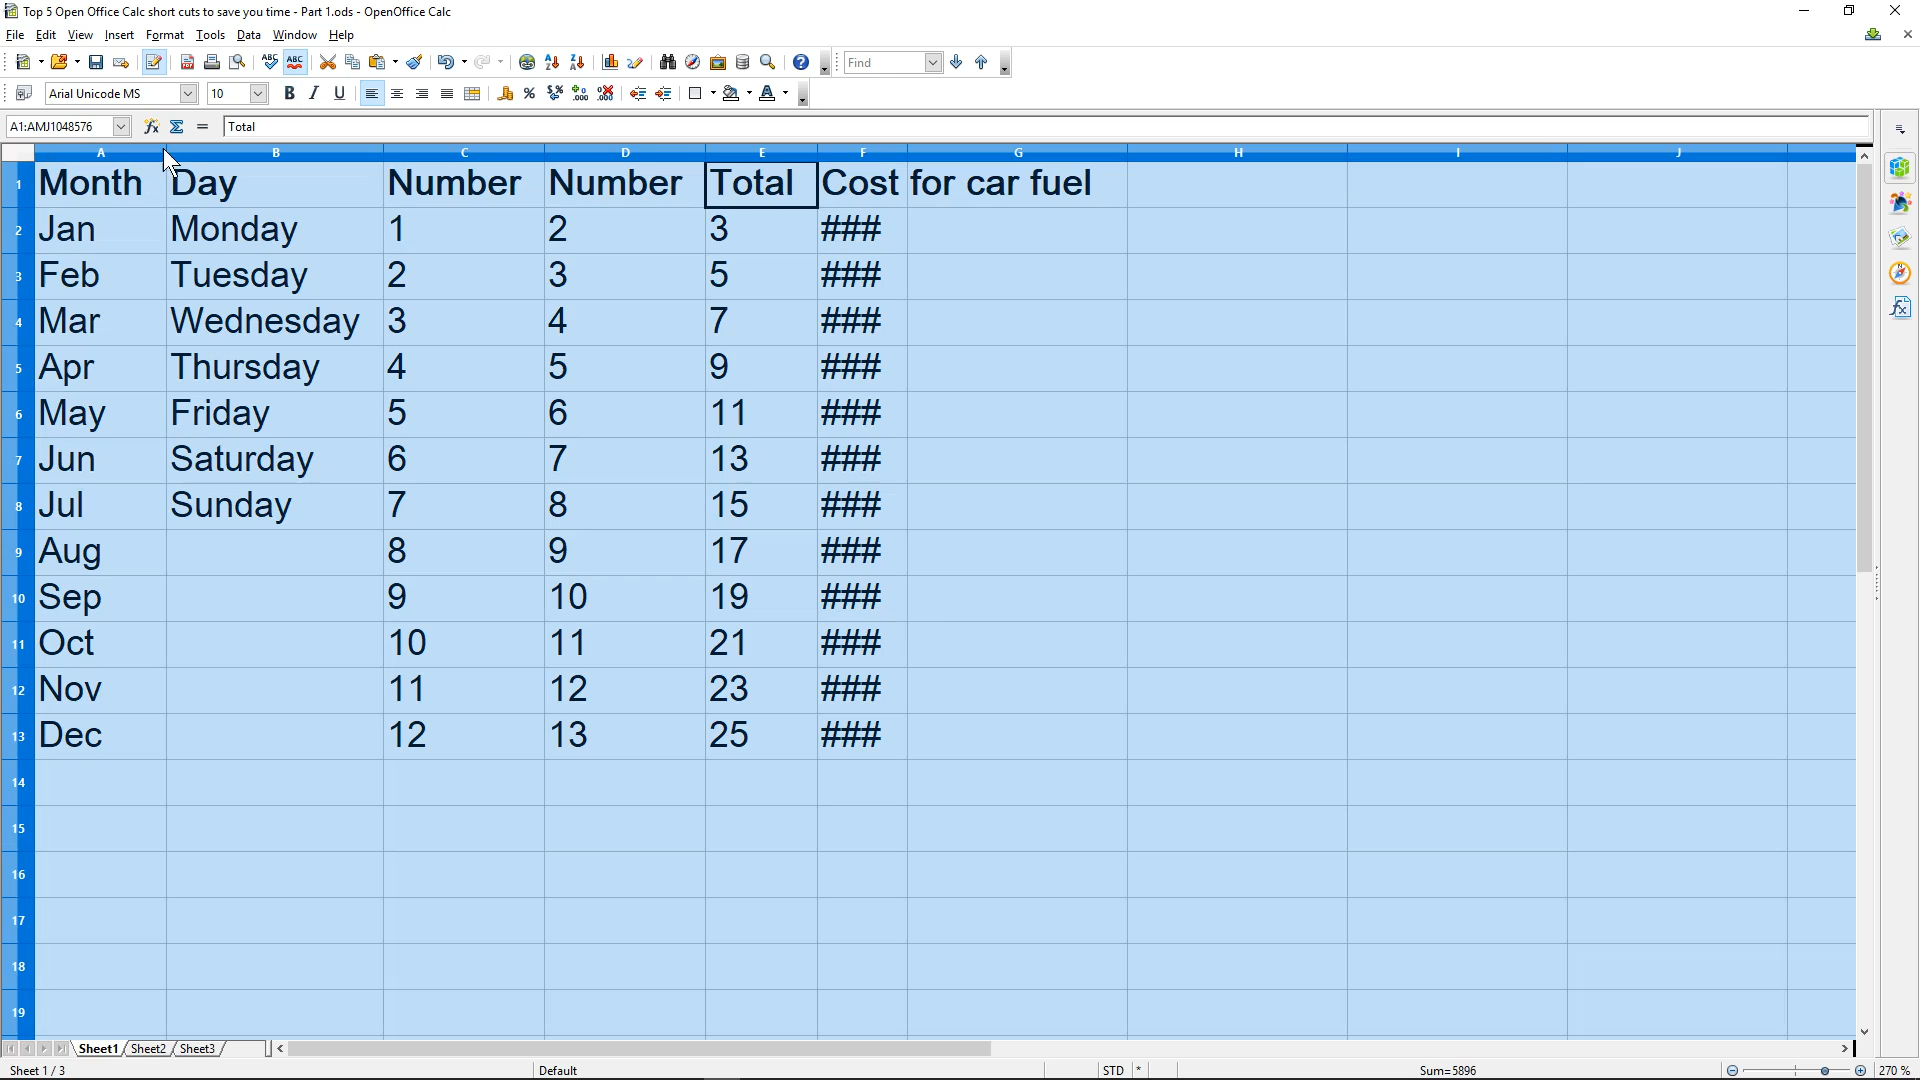 Top 5 Open Office Calc short cuts to save you time - Part 1.ods - OpenOffice Calc
File Edit View Insert Format Tools Data Window Help
ABC ABC Find
Arial Unicode MS 10
A1:AMJ1048576 Total
A B C D E F G H I J
1 Month Day Number Number Total Cost for car fuel
2 Jan Monday 1 2 3 ###
3 Feb Tuesday 2 3 5 ###
4 Mar Wednesday 3 4 7 ###
5 Apr Thursday 4 5 9 ###
6 May Friday 5 6 11 ###
7 Jun Saturday 6 7 13 ###
8 Jul Sunday 7 8 15 ###
9 Aug 8 9 17 ###
10 Sep 9 10 19 ###
11 Oct 10 11 21 ###
12 Nov 11 12 23 ###
13 Dec 12 13 25 ###
14
15
16
17
18
19
Sheet1 Sheet2 Sheet3
Sheet 1 / 3 Default STD * Sum=5896 270 %